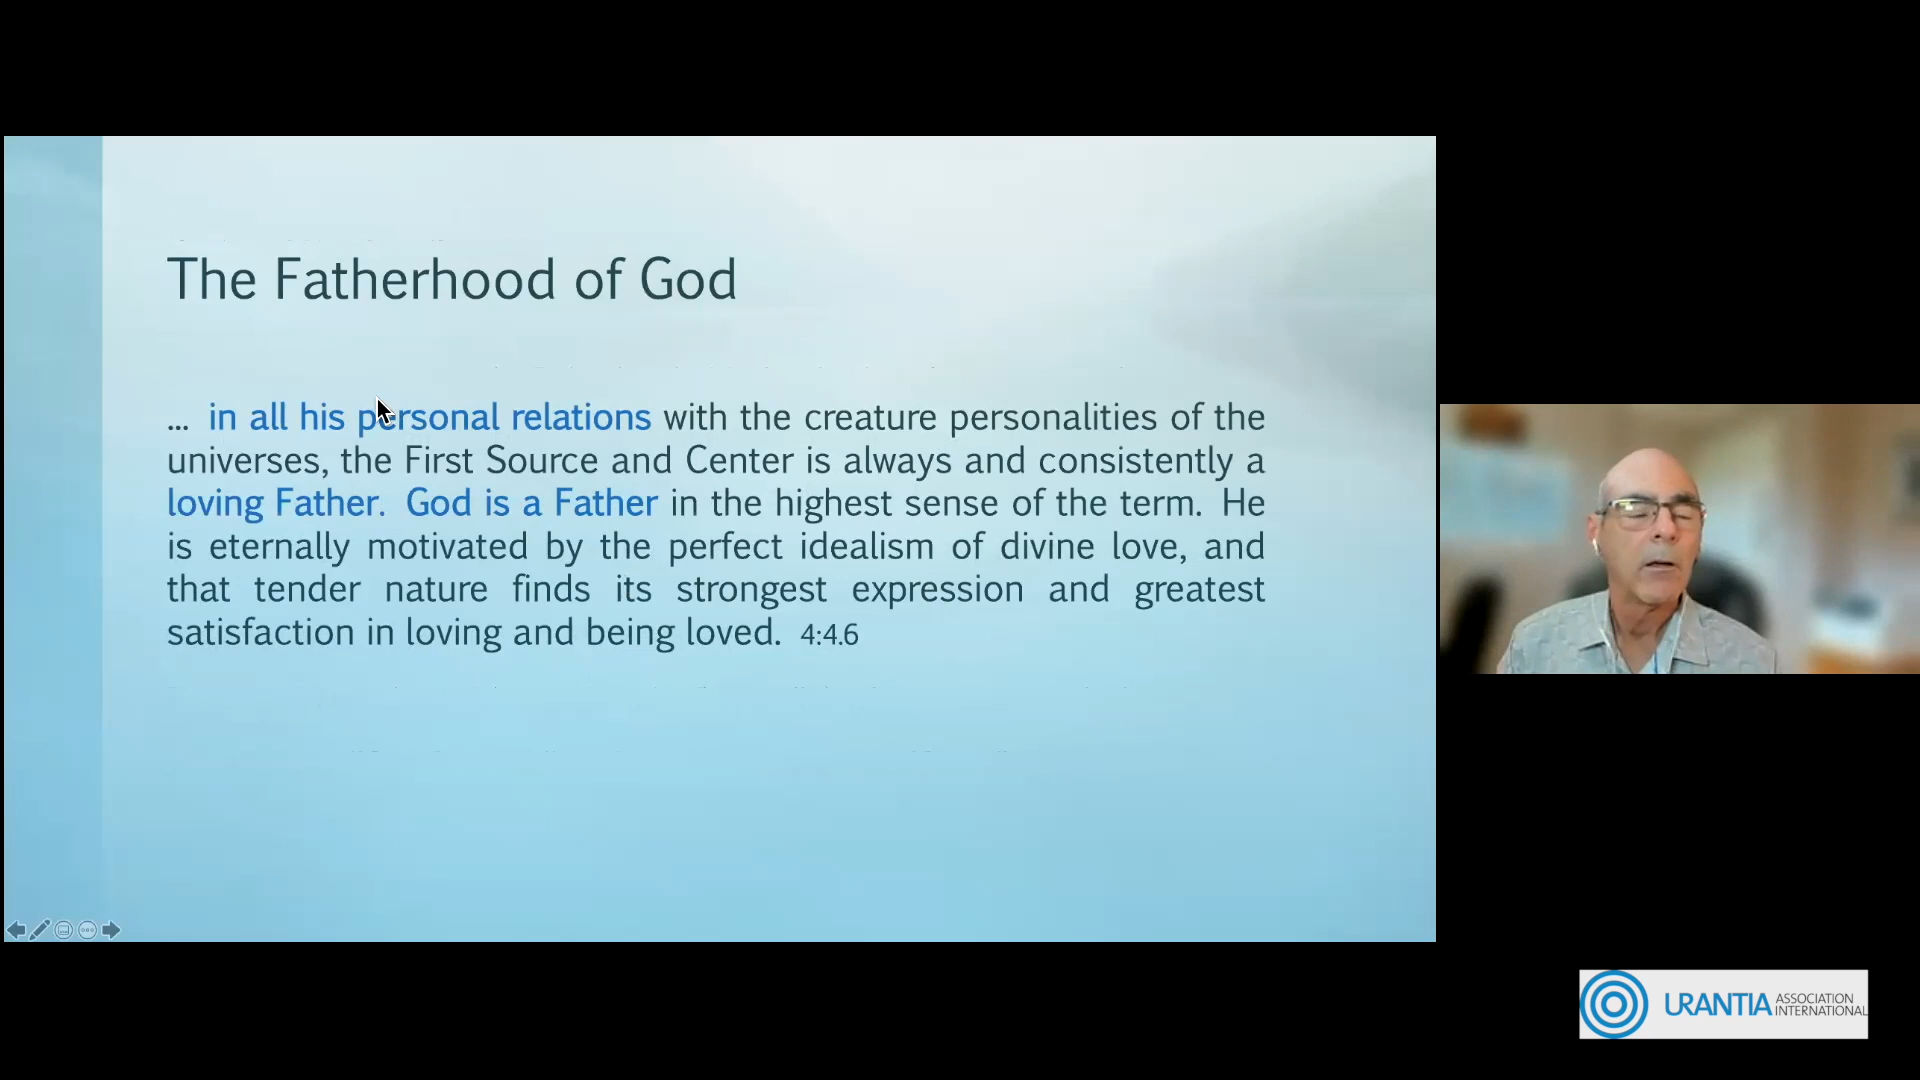 The Fatherhood of God
... in all his personal relations with the creature personalities of the
universes, the First Source and Center is always and consistently a
loving Father. God is a Father in the highest sense of the term. He
is eternally motivated by the perfect idealism of divine love, and
that tender nature finds its strongest expression and greatest
satisfaction in loving and being loved. 4:4.6
URANTIA ASSOCIATION
INTERNATIONAL